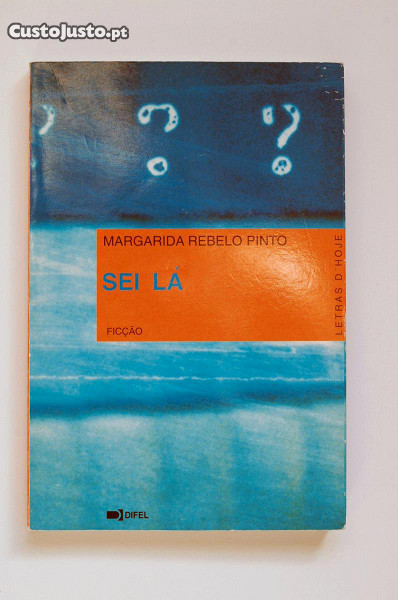 CustoJusto.pt
? ?
MARGARIDA REBELO PINTO
SEI LÁ
FICÇÃO
LETRAS D HOJE
DIFEL